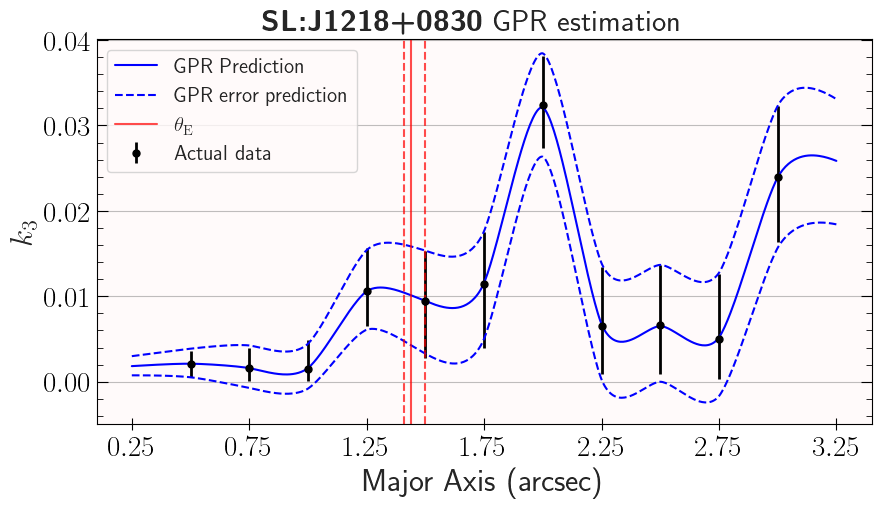 SL:J1218+0830 GPR estimation
GPR Prediction
GPR error prediction
θ_E
Actual data
k_3
0.04
0.03
0.02
0.01
0.00
0.25 0.75 1.25 1.75 2.25 2.75 3.25
Major Axis (arcsec)